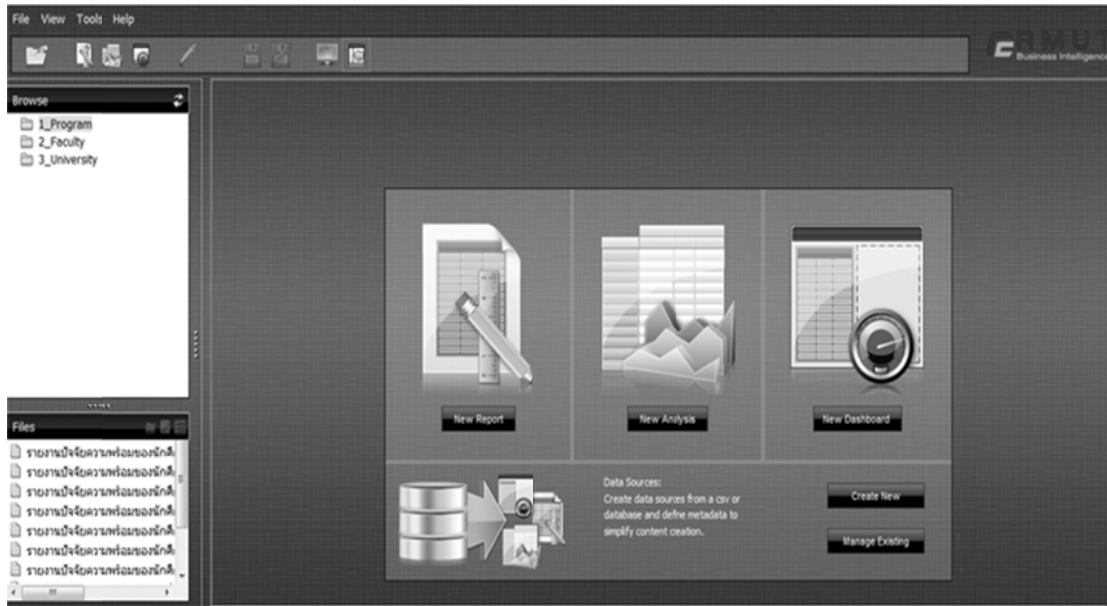 File View Tools Help
ERMUT
Business Intelligence
Browse
1_Program
2_Faculty
3_University
New Report
New Analysis
New Dashboard
Files
รายงานปัจจัยความพร้อมของนักศึ
รายงานปัจจัยความพร้อมของนักศึ
รายงานปัจจัยความพร้อมของนักศึ
รายงานปัจจัยความพร้อมของนักศึ
รายงานปัจจัยความพร้อมของนักศึ
รายงานปัจจัยความพร้อมของนักศึ
รายงานปัจจัยความพร้อมของนักศึ
Data Sources:
Create data sources from a csv or
database and define metadata to
simplify content creation.
Create New
Manage Existing